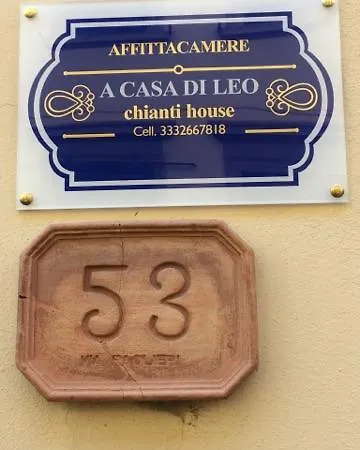 AFFITTACAMERE
A CASA DI LEO
chianti house
Cell. 3332667818
53